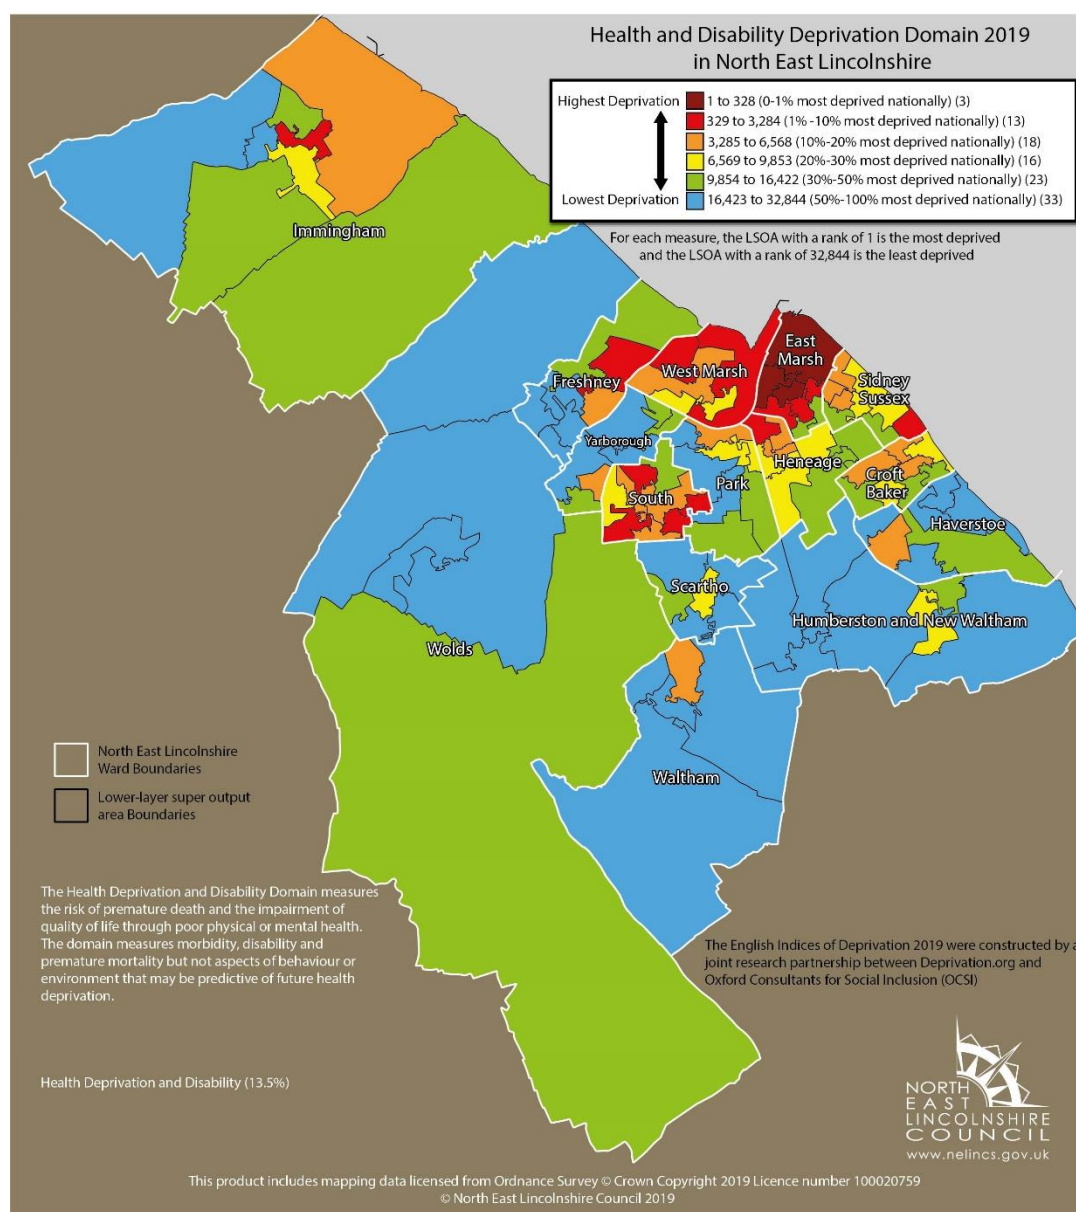 Health and Disability Deprivation Domain 2019
in North East Lincolnshire
Highest Deprivation
1 to 328 (0-1% most deprived nationally) (3)
329 to 3,284 (1% -10% most deprived nationally) (13)
3,285 to 6,568 (10%-20% most deprived nationally) (18)
6,569 to 9,853 (20%-30% most deprived nationally) (16)
9,854 to 16,422 (30%-50% most deprived nationally) (23)
Lowest Deprivation
16,423 to 32,844 (50%-100% most deprived nationally) (33)
For each measure, the LSOA with a rank of 1 is the most deprived
and the LSOA with a rank of 32,844 is the least deprived
Immingham
East
Marsh
West Marsh
Freshney
Sidney
Sussex
Yarborough
Heneage
Croft
Baker
Park
South
Haverstoe
Scartho
Humberston and New Waltham
Wolds
Waltham
North East Lincolnshire
Ward Boundaries
Lower-layer super output
area Boundaries
The Health Deprivation and Disability Domain measures
the risk of premature death and the impairment of
quality of life through poor physical or mental health.
The domain measures morbidity, disability and
premature mortality but not aspects of behaviour or
environment that may be predictive of future health
deprivation.
The English Indices of Deprivation 2019 were constructed by a
joint research partnership between Deprivation.org and
Oxford Consultants for Social Inclusion (OCSI)
Health Deprivation and Disability (13.5%)
NORTH
EAST
LINCOLNSHIRE
COUNCIL
www.nelincs.gov.uk
This product includes mapping data licensed from Ordnance Survey © Crown Copyright 2019 Licence number 100020759
© North East Lincolnshire Council 2019